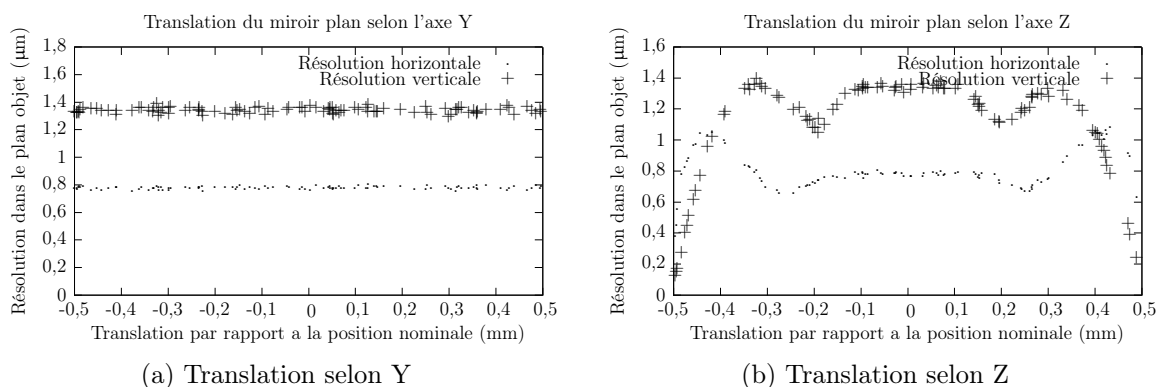 Translation du miroir plan selon l'axe Y
Résolution dans le plan objet (μm)
1,8
1,6
1,4
1,2
1
0,8
0,6
0,4
0,2
0
Résolution horizontale
Résolution verticale
-0,5 -0,4 -0,3 -0,2 -0,1 0 0,1 0,2 0,3 0,4 0,5
Translation par rapport a la position nominale (mm)
(a) Translation selon Y
Translation du miroir plan selon l'axe Z
Résolution dans le plan objet (μm)
1,6
1,4
1,2
1
0,8
0,6
0,4
0,2
0
Résolution horizontale
Résolution verticale
-0,5 -0,4 -0,3 -0,2 -0,1 0 0,1 0,2 0,3 0,4 0,5
Translation par rapport a la position nominale (mm)
(b) Translation selon Z